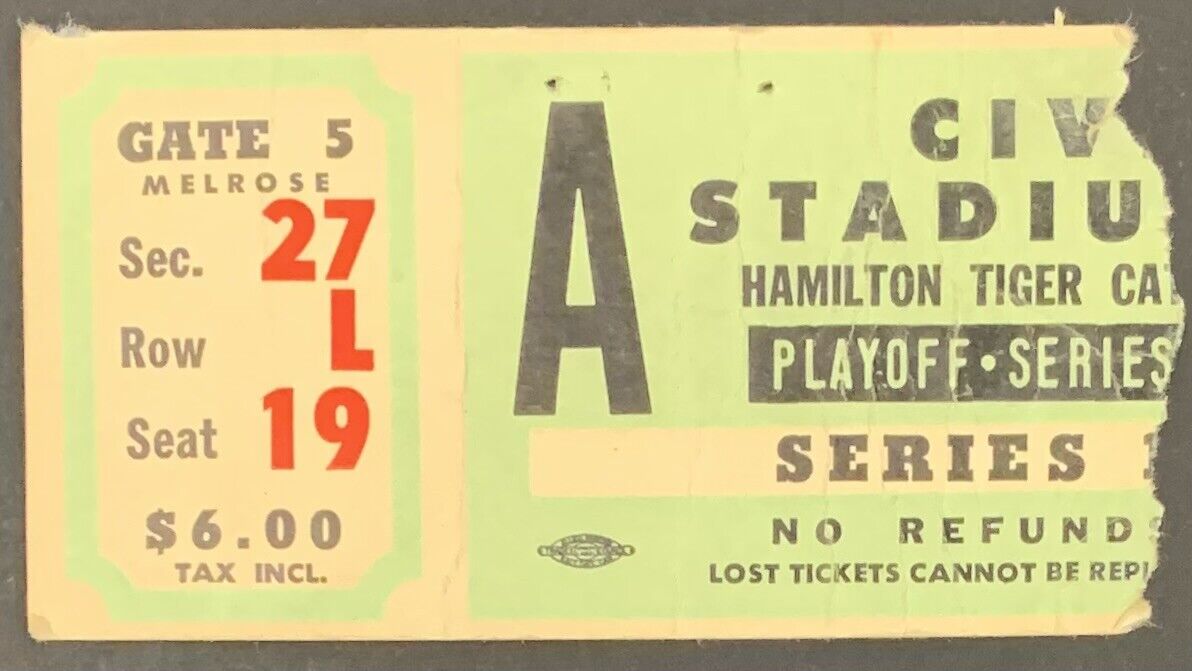 GATE 5
MELROSE
Sec. 27
Row L
Seat 19
$6.00
TAX INCL.
A
CIV
STADIU
HAMILTON TIGER CA
PLAYOFF • SERIES
SERIES
NO REFUNDS
LOST TICKETS CANNOT BE REPL